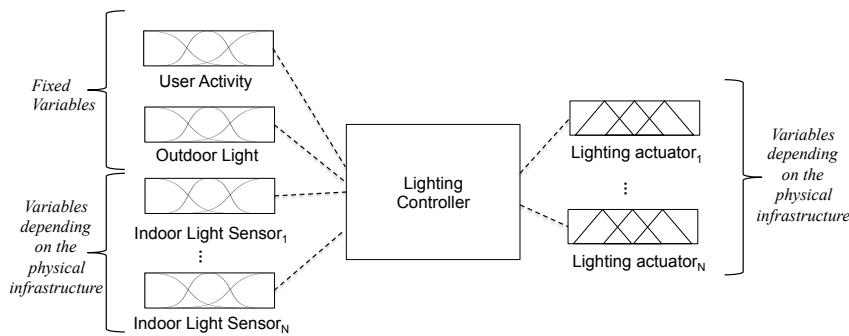 Fixed
Variables
User Activity
Outdoor Light
Variables
depending
on the
physical
infrastructure
Indoor Light Sensor1
...
Indoor Light SensorN
Lighting
Controller
Lighting actuator1
...
Lighting actuatorN
Variables
depending
on the
physical
infrastructure